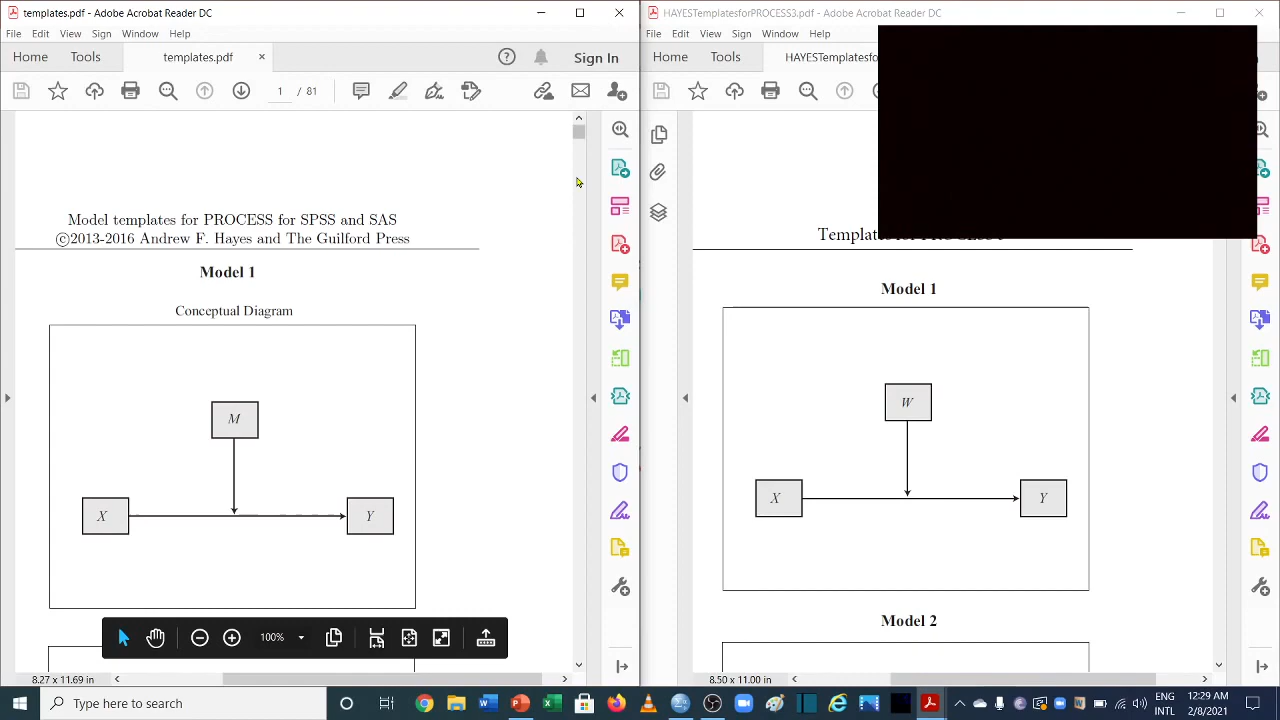 templates.pdf - Adobe Acrobat Reader DC
File Edit View Sign Window Help
Home Tools templates.pdf × Sign In
1 / 81
Model templates for PROCESS for SPSS and SAS
©2013-2016 Andrew F. Hayes and The Guilford Press
Model 1
Conceptual Diagram
M
X
Y
100%
8.27 x 11.69 in
HAYESTemplatesforPROCESS3.pdf - Adobe Acrobat Reader DC
File Edit View Sign Window Help
Home Tools HAYESTemplatesfo
Model 1
W
X
Y
Model 2
8.50 x 11.00 in
Type here to search
ENG
INTL
12:29 AM
2/8/2021